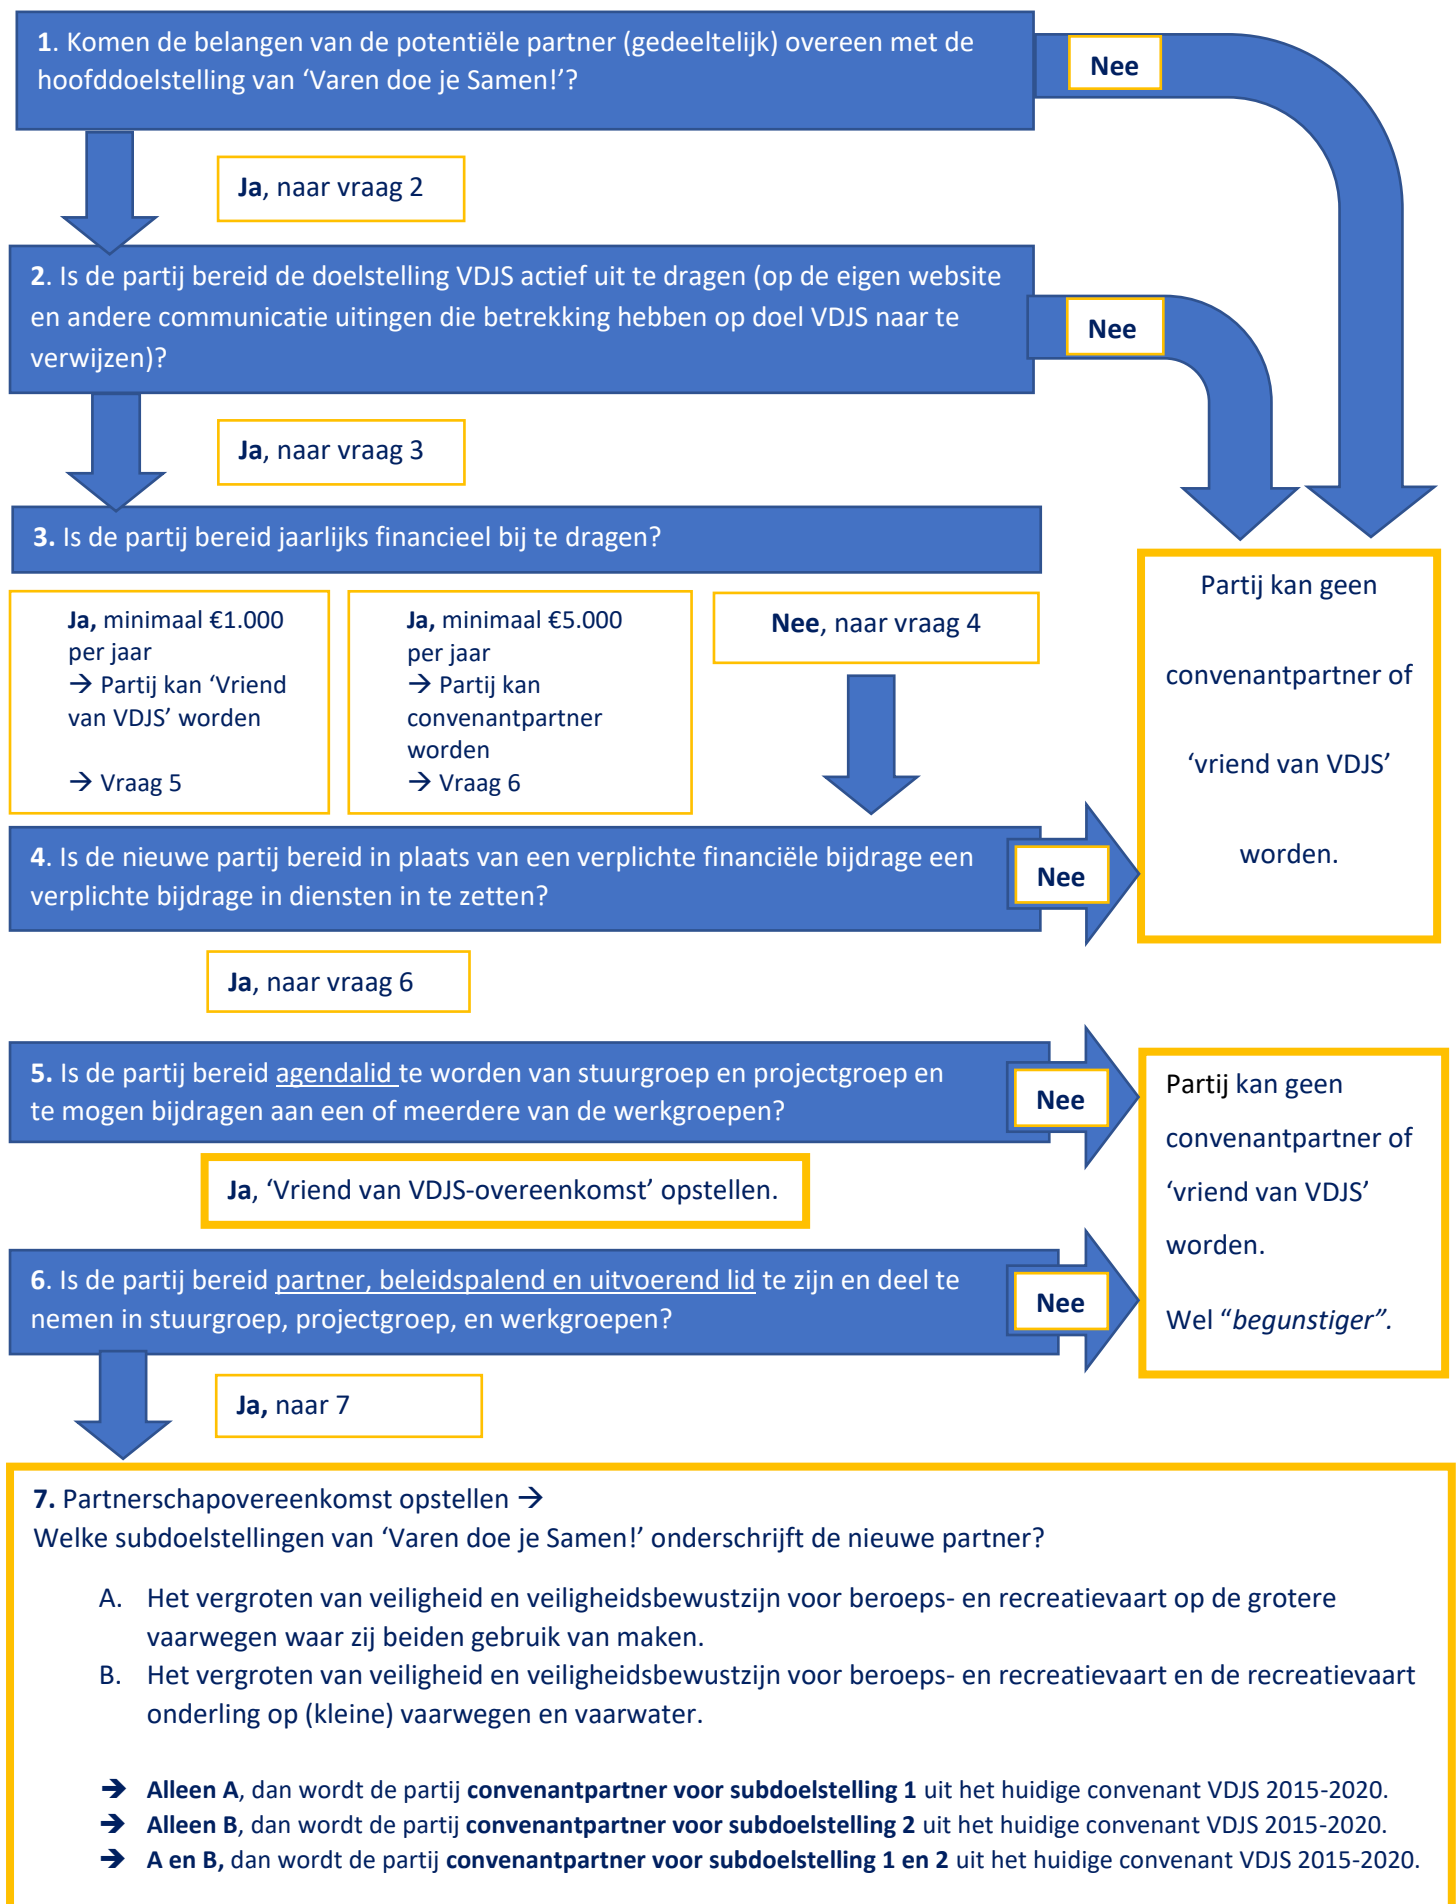 1. Komen de belangen van de potentiële partner (gedeeltelijk) overeen met de
hoofddoelstelling van ‘Varen doe je Samen!’?
Nee
Ja, naar vraag 2
2. Is de partij bereid de doelstelling VDJS actief uit te dragen (op de eigen website
en andere communicatie uitingen die betrekking hebben op doel VDJS naar te
verwijzen)?
Nee
Ja, naar vraag 3
3. Is de partij bereid jaarlijks financieel bij te dragen?
Ja, minimaal €1.000
per jaar
→ Partij kan ‘Vriend
van VDJS’ worden
→ Vraag 5
Ja, minimaal €5.000
per jaar
→ Partij kan
convenantpartner
worden
→ Vraag 6
Nee, naar vraag 4
Partij kan geen
convenantpartner of
‘vriend van VDJS’
worden.
4. Is de nieuwe partij bereid in plaats van een verplichte financiële bijdrage een
verplichte bijdrage in diensten in te zetten?
Nee
Ja, naar vraag 6
5. Is de partij bereid agendalid te worden van stuurgroep en projectgroep en
te mogen bijdragen aan een of meerdere van de werkgroepen?
Nee
Ja, ‘Vriend van VDJS-overeenkomst’ opstellen.
Partij kan geen
convenantpartner of
‘vriend van VDJS’
worden.
Wel “begunstiger”.
6. Is de partij bereid partner, beleidspalend en uitvoerend lid te zijn en deel te
nemen in stuurgroep, projectgroep, en werkgroepen?
Nee
Ja, naar 7
7. Partnerschapovereenkomst opstellen →
Welke subdoelstellingen van ‘Varen doe je Samen!’ onderschrijft de nieuwe partner?
A. Het vergroten van veiligheid en veiligheidsbewustzijn voor beroeps- en recreatievaart op de grotere
vaarwegen waar zij beiden gebruik van maken.
B. Het vergroten van veiligheid en veiligheidsbewustzijn voor beroeps- en recreatievaart en de recreatievaart
onderling op (kleine) vaarwegen en vaarwater.
→ Alleen A, dan wordt de partij convenantpartner voor subdoelstelling 1 uit het huidige convenant VDJS 2015-2020.
→ Alleen B, dan wordt de partij convenantpartner voor subdoelstelling 2 uit het huidige convenant VDJS 2015-2020.
→ A en B, dan wordt de partij convenantpartner voor subdoelstelling 1 en 2 uit het huidige convenant VDJS 2015-2020.